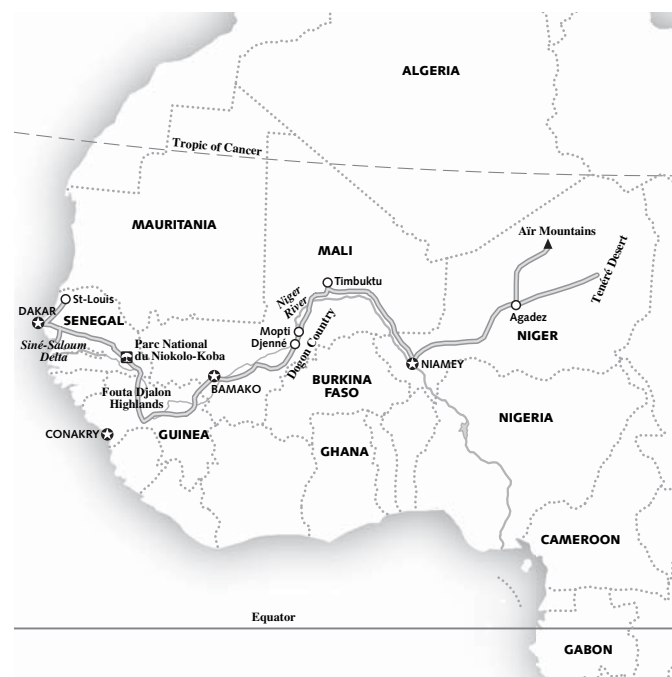 ALGERIA
Tropic of Cancer
MAURITANIA
MALI
Aïr Mountains
Tenéré Desert
St-Louis
DAKAR
SENEGAL
Timbuktu
Niger
River
Agadez
NIGER
Siné-Saloum
Delta
Parc National
du Niokolo-Koba
Mopti
Djenné
Dogon Country
NIAMEY
Fouta Djalon
Highlands
BAMAKO
BURKINA
FASO
NIGERIA
CONAKRY
GUINEA
GHANA
CAMEROON
Equator
GABON